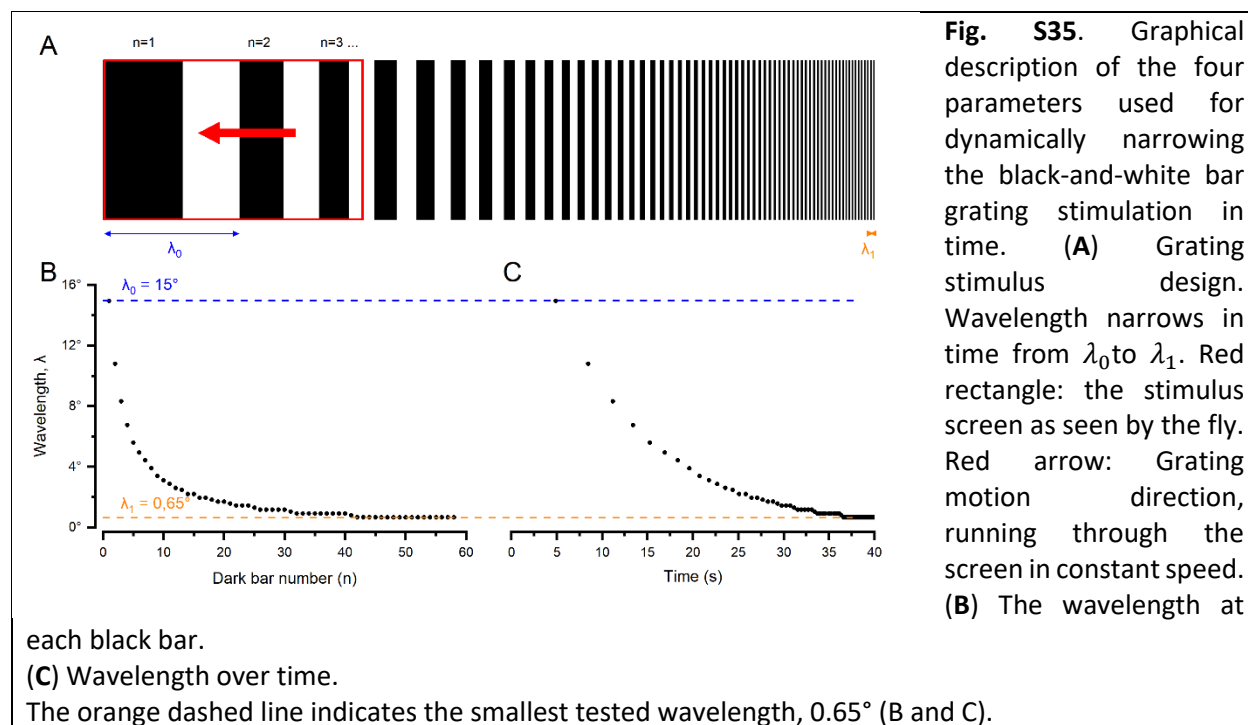 A
n=1
n=2
n=3 ...
λ₀
λ₁
B
16°
12°
8°
4°
0°
Wavelength, λ
λ₀ = 15°
λ₁ = 0,65°
0
10
20
30
40
50
60
Dark bar number (n)
C
0
5
10
15
20
25
30
35
40
Time (s)
Fig. S35. Graphical
description of the four
parameters used for
dynamically narrowing
the black-and-white bar
grating stimulation in
time. (A) Grating
stimulus design.
Wavelength narrows in
time from 𝜆₀to 𝜆₁. Red
rectangle: the stimulus
screen as seen by the fly.
Red arrow: Grating
motion direction,
running through the
screen in constant speed.
(B) The wavelength at
each black bar.
(C) Wavelength over time.
The orange dashed line indicates the smallest tested wavelength, 0.65° (B and C).